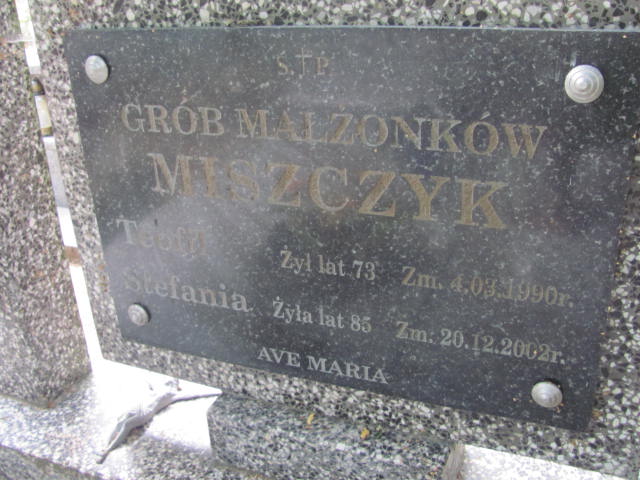 Ś.†P.
GRÓB MAŁŻONKÓW
MISZCZYK
Teofil
Żył lat 73 Zm. 4.03.1990r.
Stefania
Żyła lat 85 Zm. 20.12.2002r.
AVE MARIA